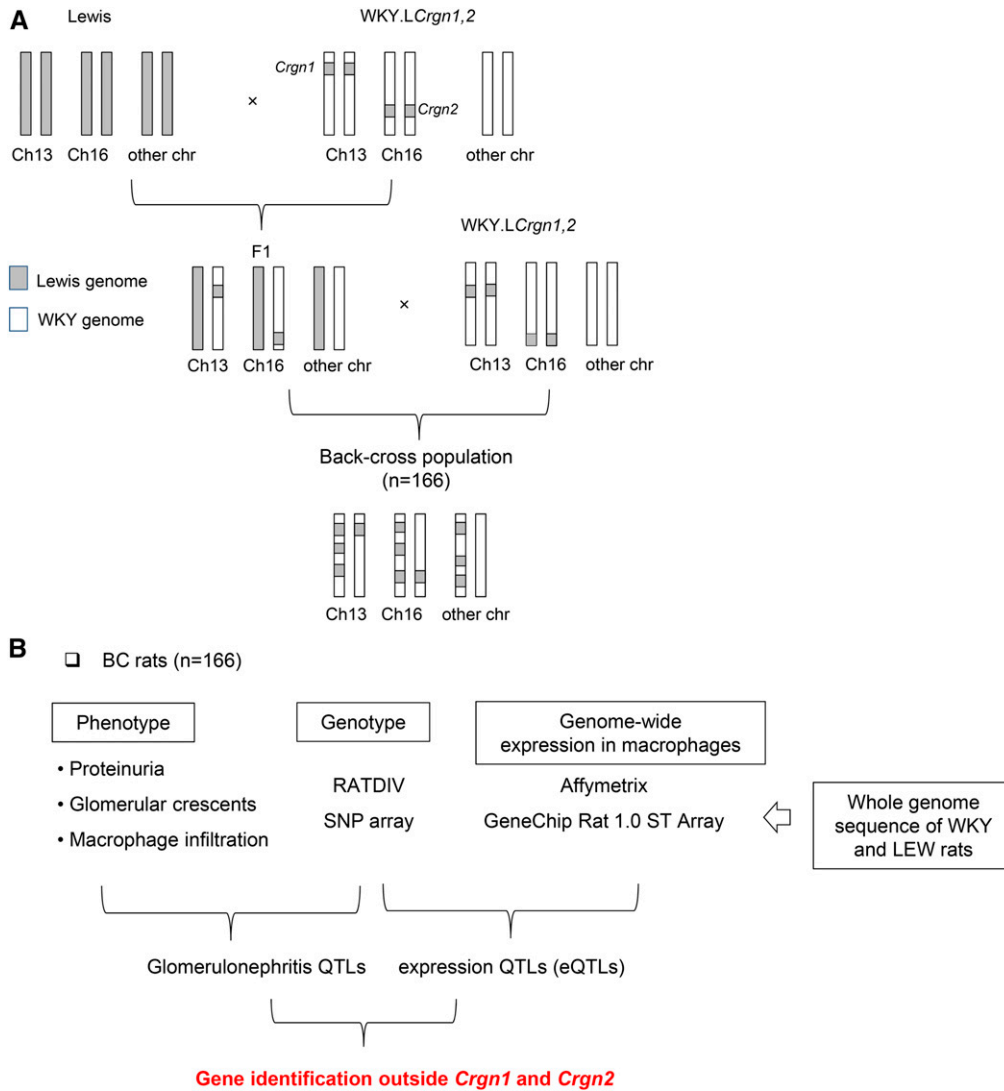 A
Lewis
WKY.LCrgn1,2
Crgn1
×
Crgn2
Ch13
Ch16
other chr
Ch13
Ch16
other chr
WKY.LCrgn1,2
F1
Lewis genome
WKY genome
×
Ch13
Ch16
other chr
Ch13
Ch16
other chr
Back-cross population
(n=166)
Ch13
Ch16
other chr
B
❑ BC rats (n=166)
Phenotype
• Proteinuria
• Glomerular crescents
• Macrophage infiltration
Genotype
RATDIV
SNP array
Genome-wide
expression in macrophages
Affymetrix
GeneChip Rat 1.0 ST Array
Whole genome
sequence of WKY
and LEW rats
Glomerulonephritis QTLs
expression QTLs (eQTLs)
Gene identification outside Crgn1 and Crgn2